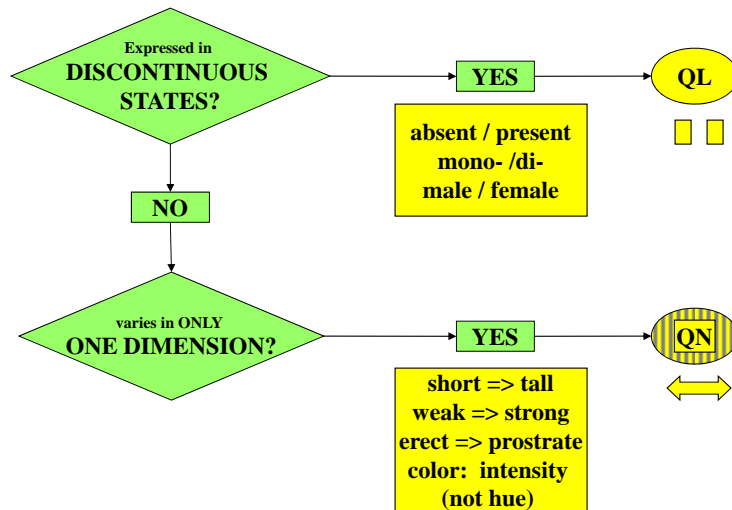 Expressed in
DISCONTINUOUS
STATES?
YES
QL
absent / present
mono- /di-
male / female
NO
varies in ONLY
ONE DIMENSION?
YES
QN
short => tall
weak => strong
erect => prostrate
color:  intensity
(not hue)